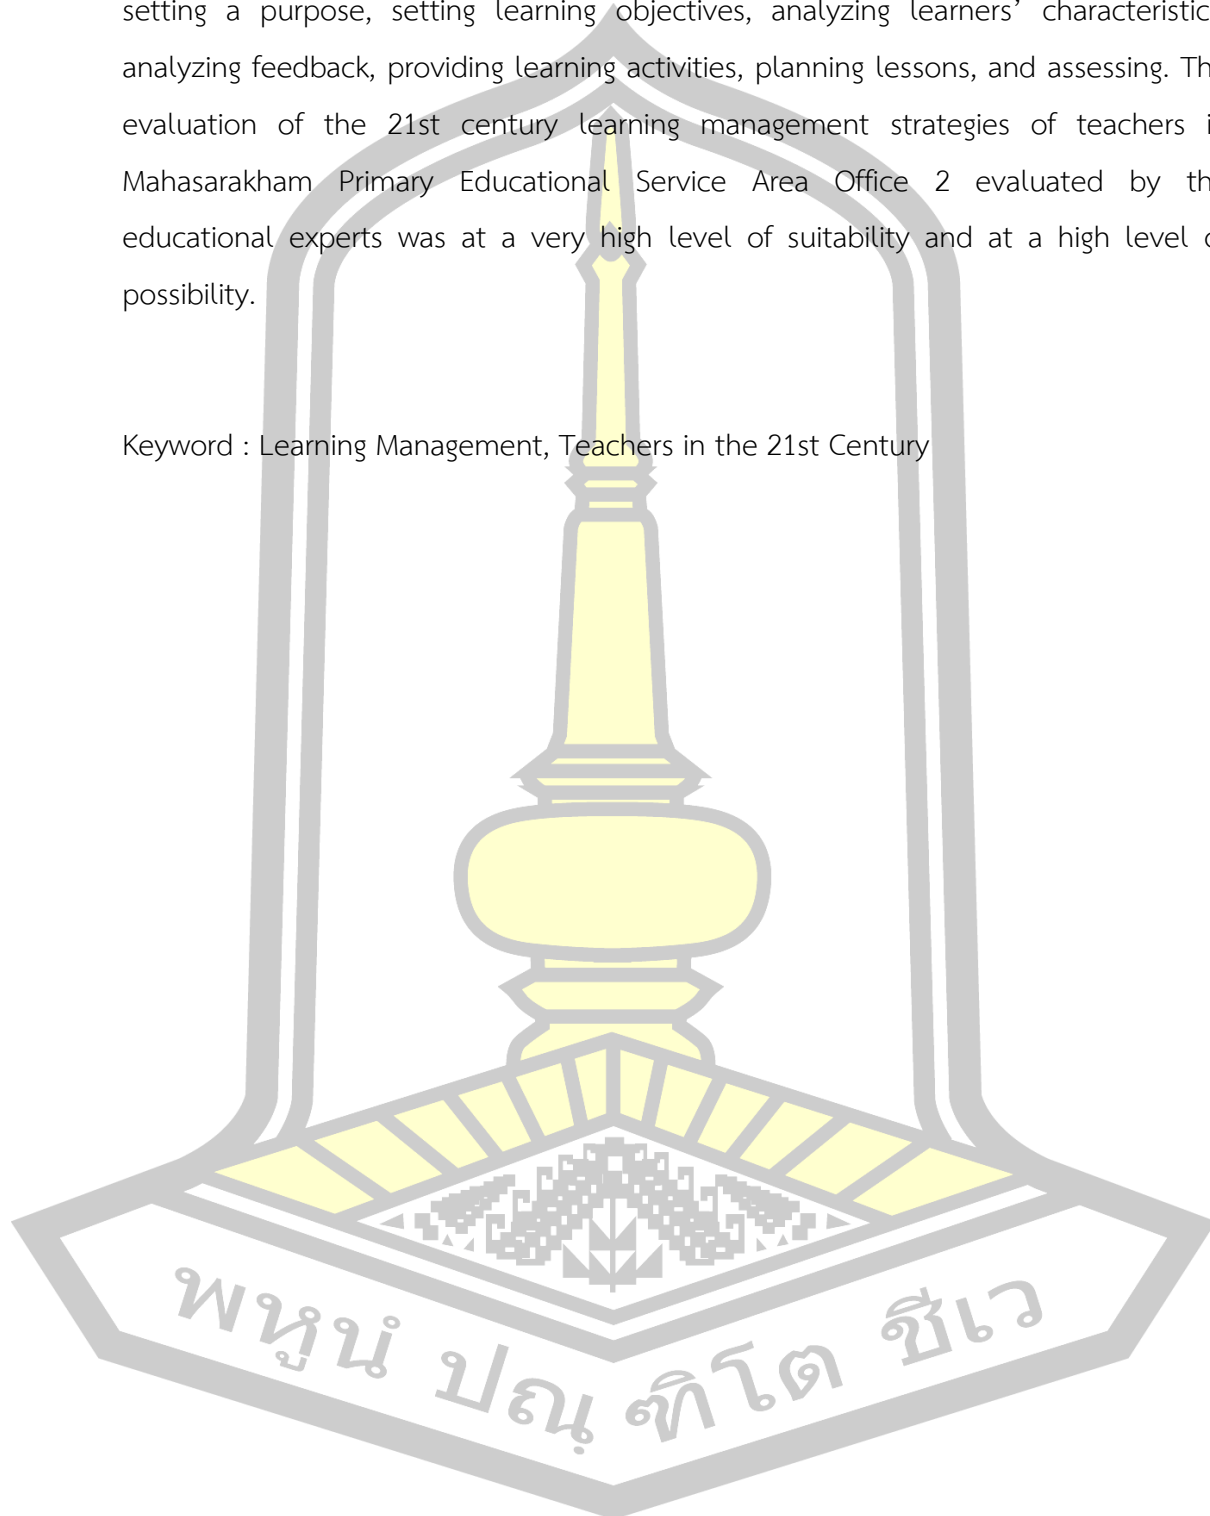 setting a purpose, setting learning objectives, analyzing learners' characteristic
analyzing feedback, providing learning activities, planning lessons, and assessing. Th
evaluation of the 21st century learning management strategies of teachers i
Mahasarakham Primary Educational Service Area Office 2 evaluated by th
educational experts was at a very high level of suitability and at a high level o
possibility.
Keyword : Learning Management, Teachers in the 21st Century
พหูนํ ปณฺ ฑิโต ชีเว